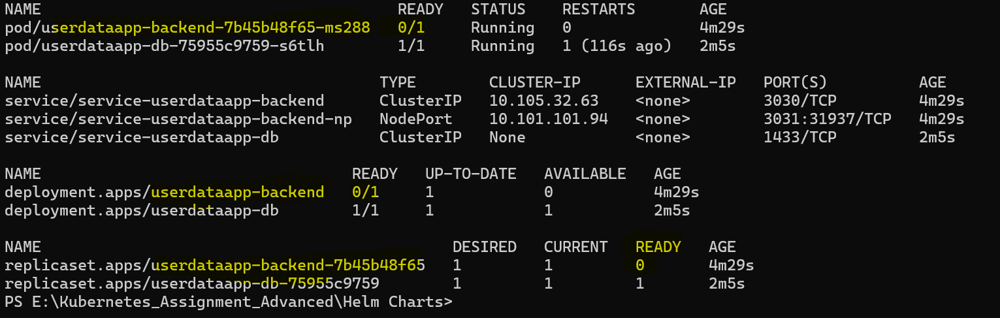 NAME READY STATUS RESTARTS AGE
pod/userdataapp-backend-7b45b48f65-ms288 0/1 Running 0 4m29s
pod/userdataapp-db-75955c9759-s6tlh 1/1 Running 1 (116s ago) 2m5s
NAME TYPE CLUSTER-IP EXTERNAL-IP PORT(S) AGE
service/service-userdataapp-backend ClusterIP 10.105.32.63 <none> 3030/TCP 4m29s
service/service-userdataapp-backend-np NodePort 10.101.101.94 <none> 3031:31937/TCP 4m29s
service/service-userdataapp-db ClusterIP None <none> 1433/TCP 2m5s
NAME READY UP-TO-DATE AVAILABLE AGE
deployment.apps/userdataapp-backend 0/1 1 0 4m29s
deployment.apps/userdataapp-db 1/1 1 1 2m5s
NAME DESIRED CURRENT READY AGE
replicaset.apps/userdataapp-backend-7b45b48f65 1 1 0 4m29s
replicaset.apps/userdataapp-db-75955c9759 1 1 1 2m5s
PS E:\Kubernetes_Assignment_Advanced\Helm Charts>